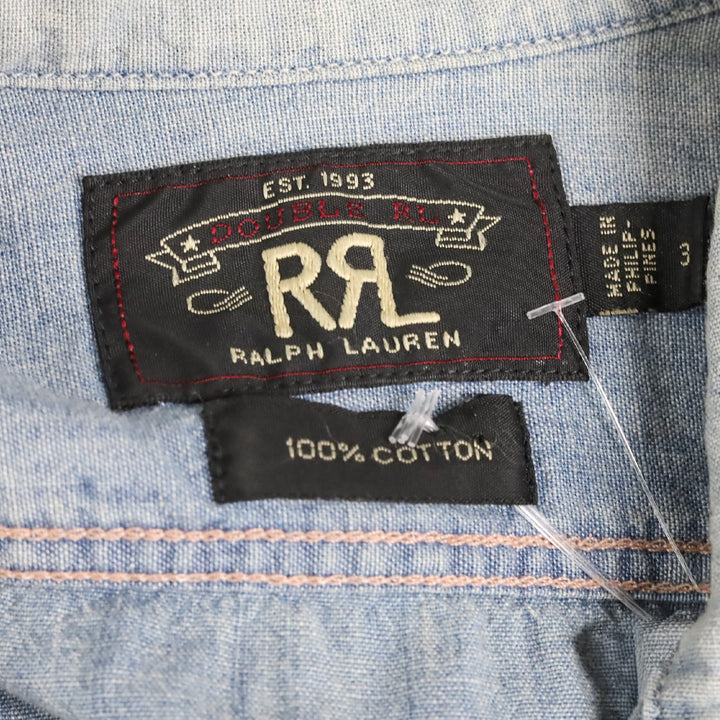 EST. 1993
DOUBLE RL
RRL
RALPH LAUREN
MADE IN
PHILIP-
PINES
3
100% COTTON